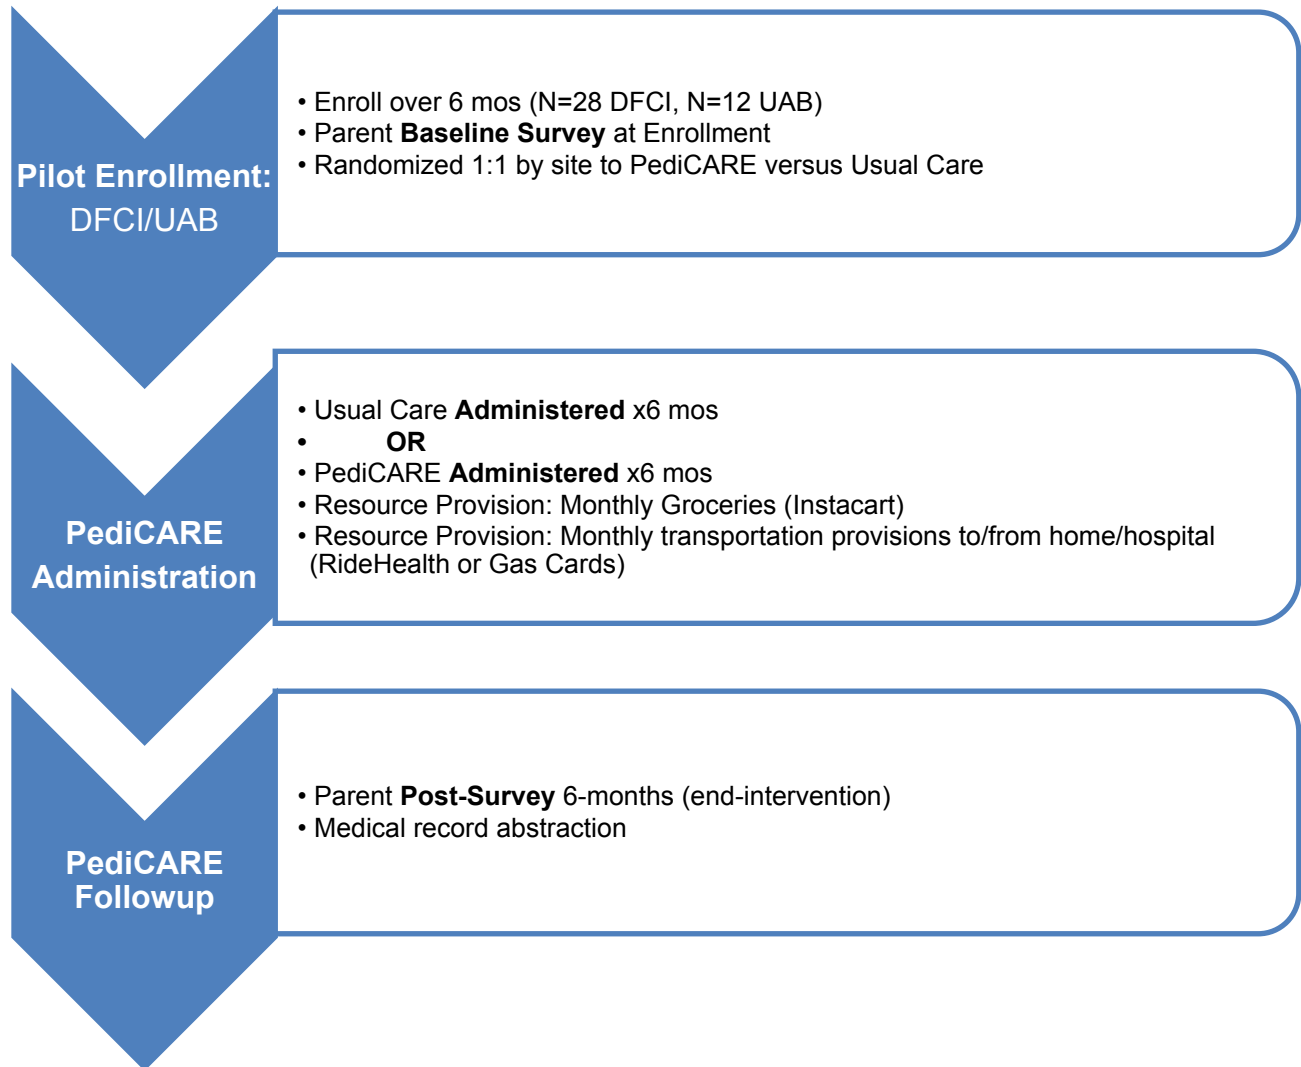 Pilot Enrollment:
DFCI/UAB
• Enroll over 6 mos (N=28 DFCI, N=12 UAB)
• Parent Baseline Survey at Enrollment
• Randomized 1:1 by site to PediCARE versus Usual Care
PediCARE
Administration
• Usual Care Administered x6 mos
• OR
• PediCARE Administered x6 mos
• Resource Provision: Monthly Groceries (Instacart)
• Resource Provision: Monthly transportation provisions to/from home/hospital
(RideHealth or Gas Cards)
PediCARE
Followup
• Parent Post-Survey 6-months (end-intervention)
• Medical record abstraction